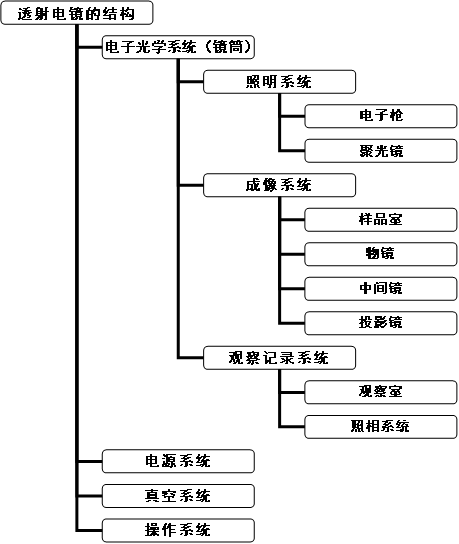 透射电镜的结构
电子光学系统（镜筒）
照明系统
电子枪
聚光镜
成像系统
样品室
物镜
中间镜
投影镜
观察记录系统
观察室
照相系统
电源系统
真空系统
操作系统